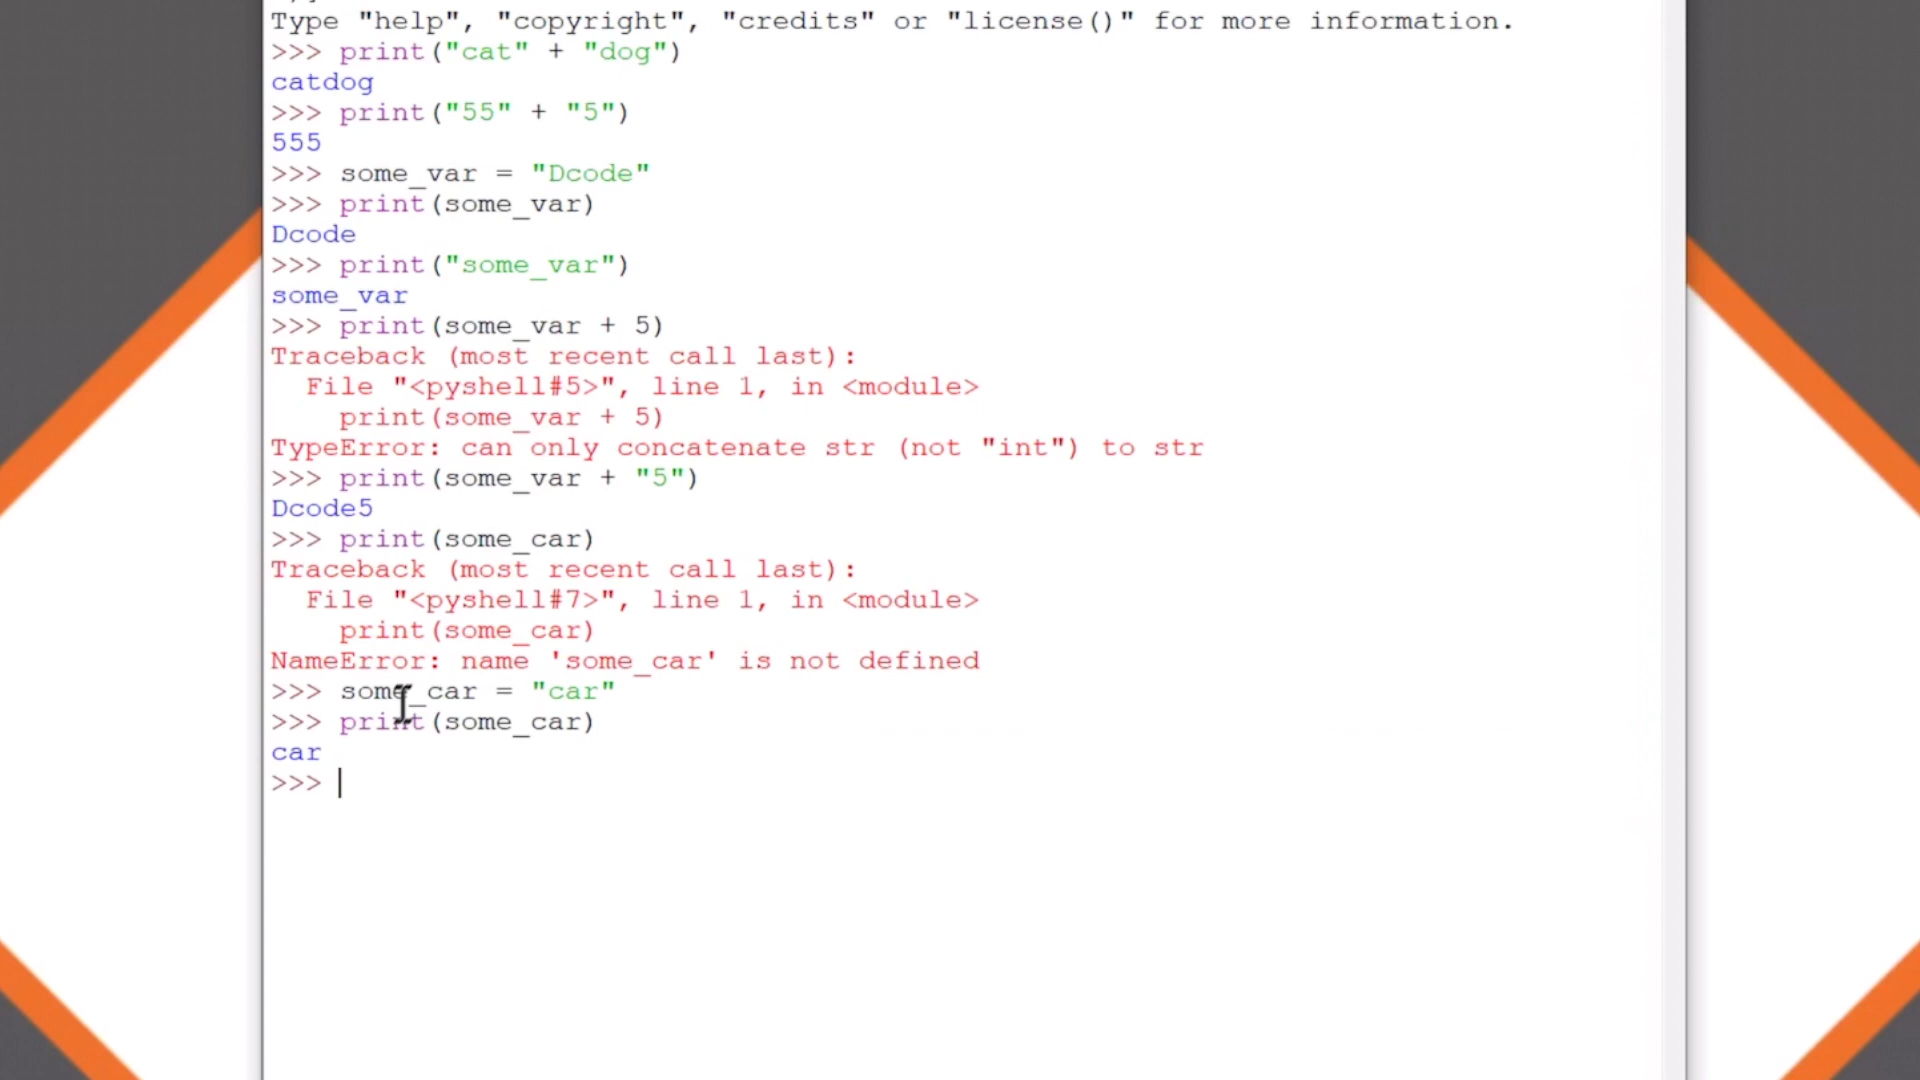 Type "help", "copyright", "credits" or "license()" for more information.
>>> print("cat" + "dog")
catdog
>>> print("55" + "5")
555
>>> some_var = "Dcode"
>>> print(some_var)
Dcode
>>> print("some_var")
some_var
>>> print(some_var + 5)
Traceback (most recent call last):
  File "<pyshell#5>", line 1, in <module>
    print(some_var + 5)
TypeError: can only concatenate str (not "int") to str
>>> print(some_var + "5")
Dcode5
>>> print(some_car)
Traceback (most recent call last):
  File "<pyshell#7>", line 1, in <module>
    print(some_car)
NameError: name 'some_car' is not defined
>>> some_car = "car"
>>> print(some_car)
car
>>>